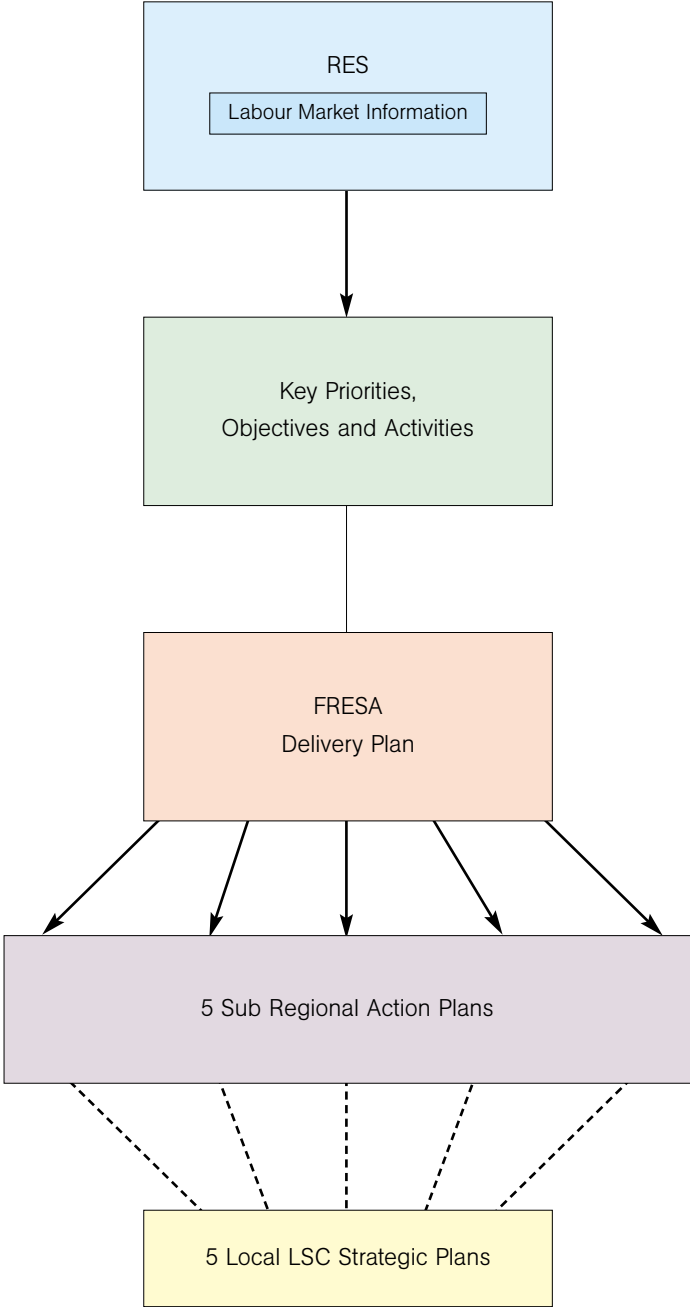 RES
Labour Market Information
Key Priorities,
Objectives and Activities
FRESA
Delivery Plan
5 Sub Regional Action Plans
5 Local LSC Strategic Plans